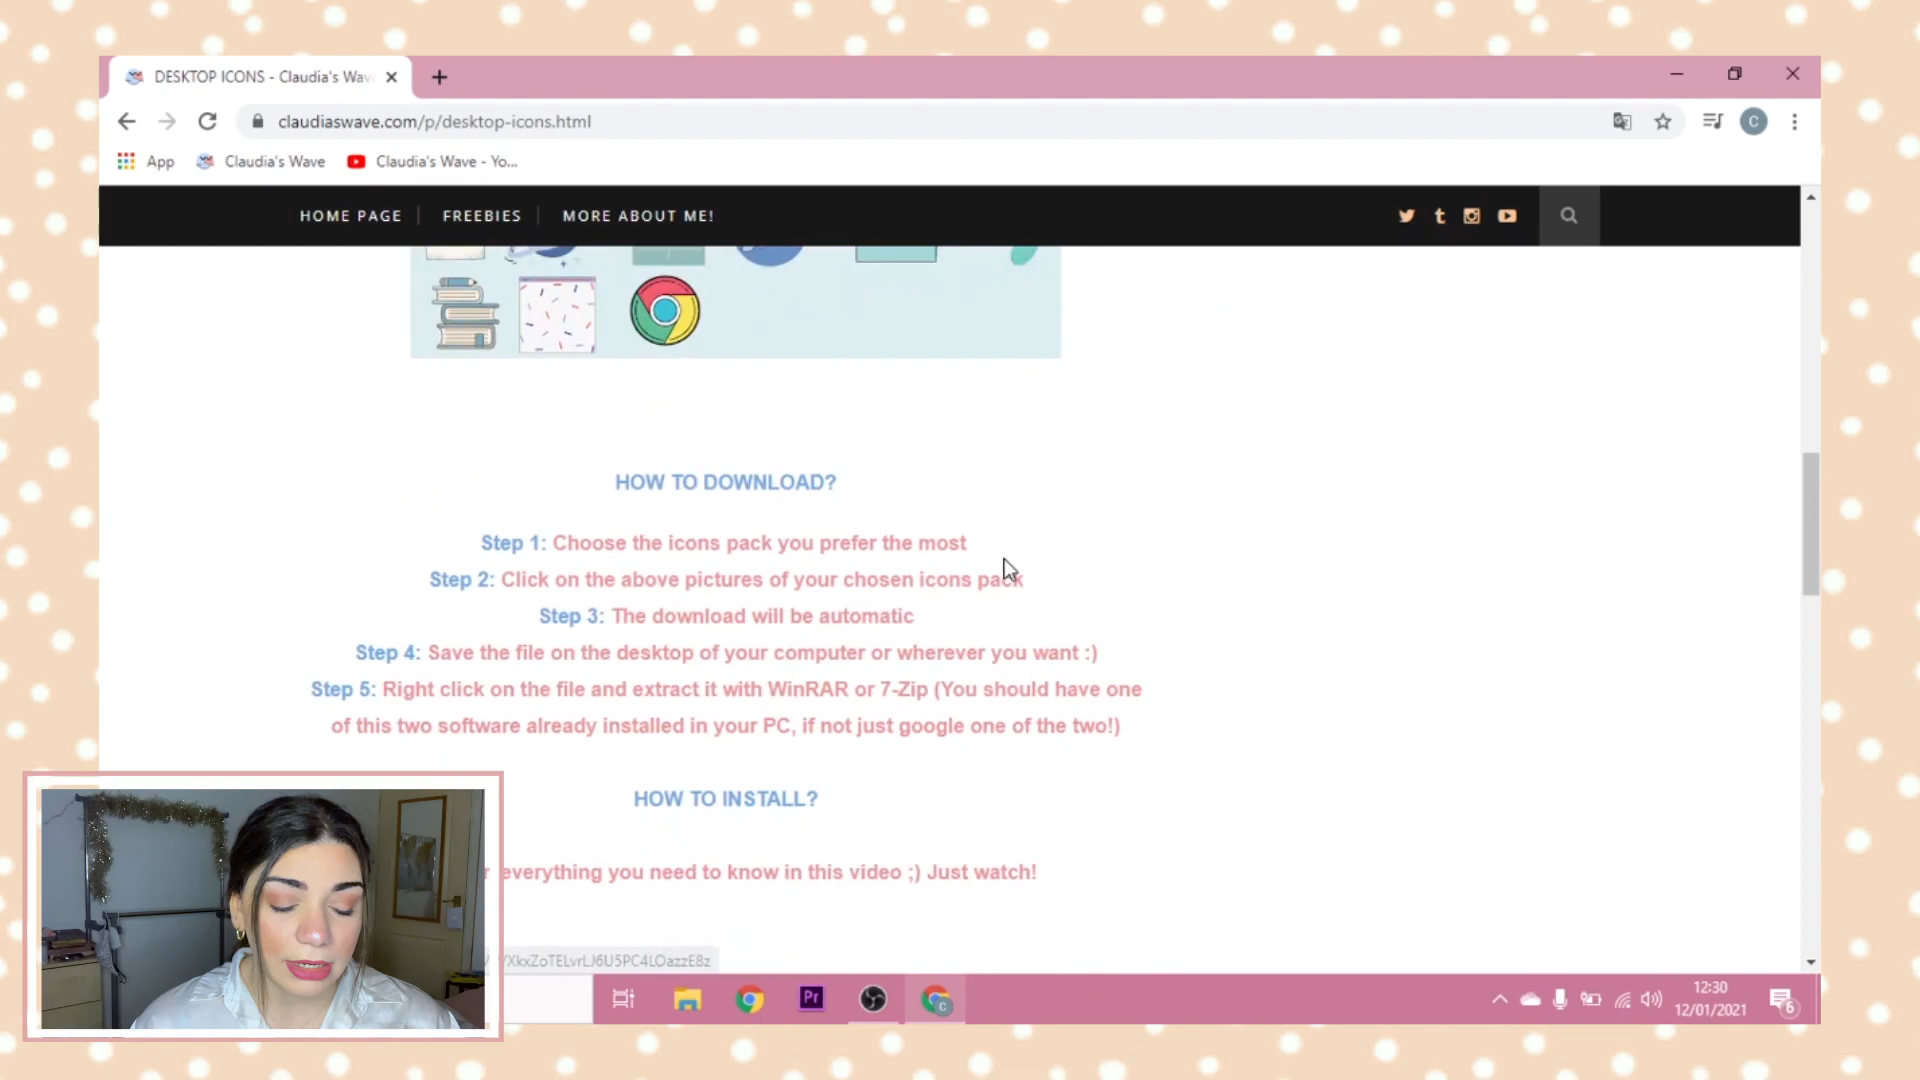 DESKTOP ICONS - Claudia's Wav
claudiaswave.com/p/desktop-icons.html
C
App
Claudia's Wave
Claudia's Wave - Yo...
HOME PAGE
FREEBIES
MORE ABOUT ME!
HOW TO DOWNLOAD?
Step 1: Choose the icons pack you prefer the most
Step 2: Click on the above pictures of your chosen icons pack
Step 3: The download will be automatic
Step 4: Save the file on the desktop of your computer or wherever you want :)
Step 5: Right click on the file and extract it with WinRAR or 7-Zip (You should have one
of this two software already installed in your PC, if not just google one of the two!)
HOW TO INSTALL?
everything you need to know in this video ;) Just watch!
Pr
C
12:30
12/01/2021
6